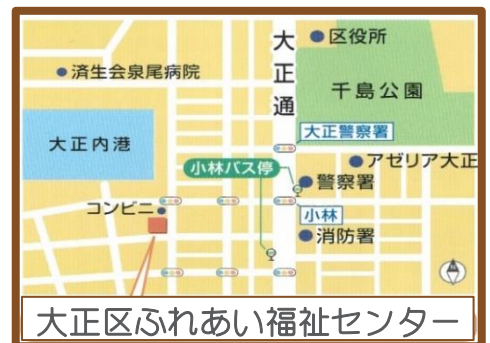 大正通
区役所
済生会泉尾病院
千島公園
大正警察署
大正内港
アゼリア大正
小林バス停
警察署
コンビニ
小林
消防署
大正区ふれあい福祉センター